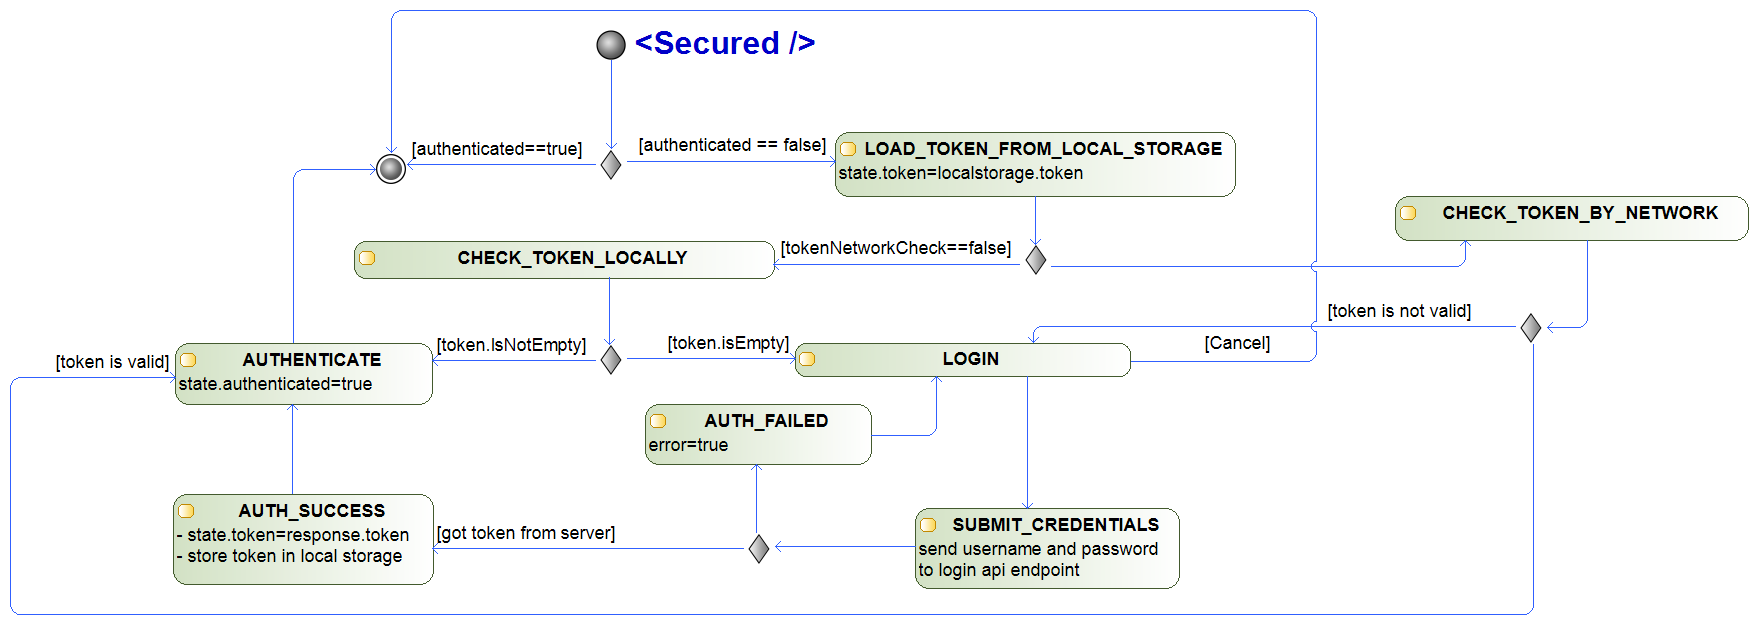 <Secured />
[authenticated==true]
[authenticated == false]
LOAD_TOKEN_FROM_LOCAL_STORAGE
state.token=localstorage.token
CHECK_TOKEN_BY_NETWORK
[tokenNetworkCheck==false]
CHECK_TOKEN_LOCALLY
[token is not valid]
[token is valid]
AUTHENTICATE
state.authenticated=true
[token.IsNotEmpty]
[token.isEmpty]
LOGIN
[Cancel]
AUTH_FAILED
error=true
AUTH_SUCCESS
- state.token=response.token
- store token in local storage
[got token from server]
SUBMIT_CREDENTIALS
send username and password
to login api endpoint